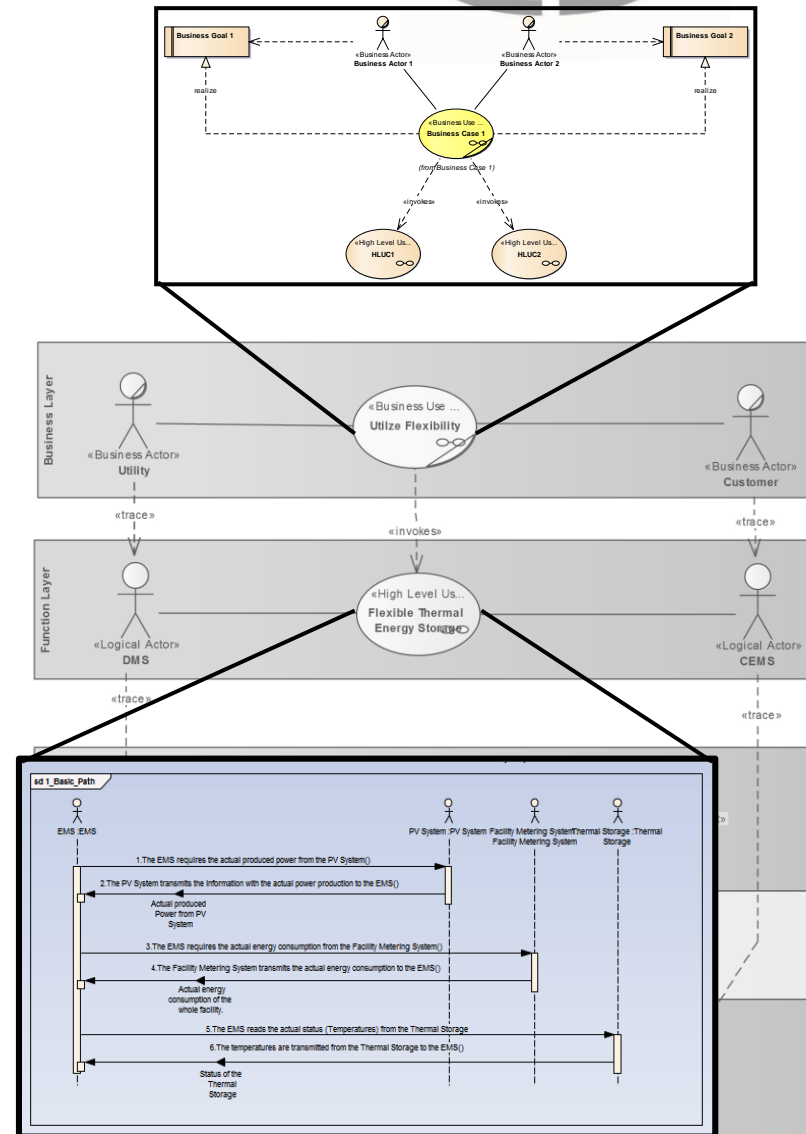 Business Goal 1
Business Goal 2
«Business Actor»
Business Actor 1
«Business Actor»
Business Actor 2
realize
realize
«Business Use ...
Business Case 1
(from Business Case 1)
«invokes»
«invokes»
«High Level Us...
HLUC1
«High Level Us...
HLUC2
Business Layer
«Business Actor»
Utility
«Business Use ...
Utilze Flexibility
«Business Actor»
Customer
«trace»
«invokes»
«trace»
Function Layer
«Logical Actor»
DMS
«High Level Us...
Flexible Thermal
Energy Storage
«Logical Actor»
CEMS
«trace»
«trace»
sd 1_Basic_Path
EMS :EMS
PV System :PV System
Facility Metering System
Facility Metering System
Thermal Storage :Thermal
Storage
1.The EMS requires the actual produced power from the PV System()
2.The PV System transmits the information with the actual power production to the EMS()
Actual produced
Power from PV
System
3.The EMS requires the actual energy consumption from the Facility Metering System()
4.The Facility Metering System transmits the actual energy consumption to the EMS()
Actual energy
consumption of the
whole facility.
5.The EMS reads the actual status (Temperatures) from the Thermal Storage
6.The temperatures are transmitted from the Thermal Storage to the EMS()
Status of the
Thermal
Storage